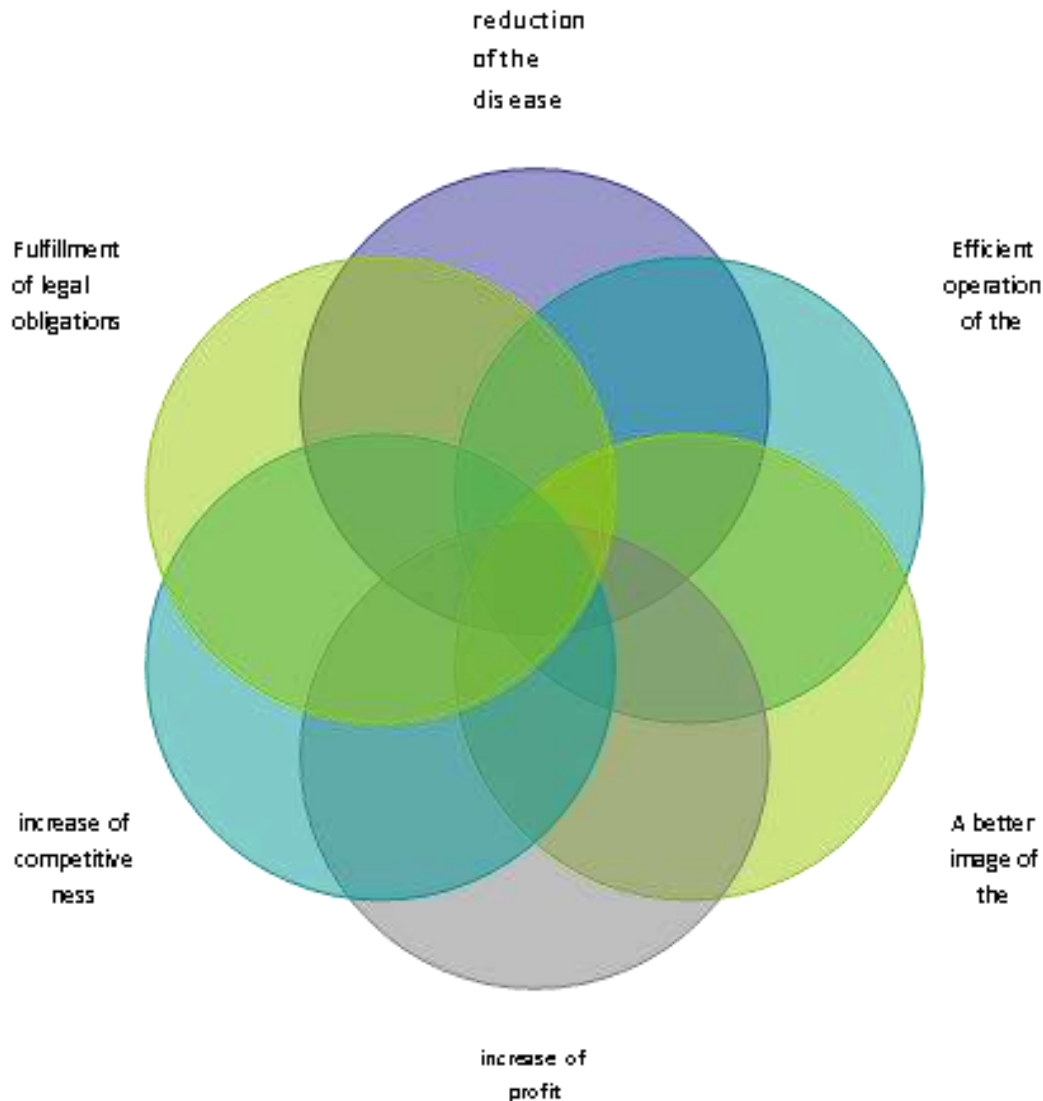 reduction
of the
disease
Fulfillment
of legal
obligations
Efficient
operation
of the
increase of
competitive
ness
A better
image of
the
increase of
profit